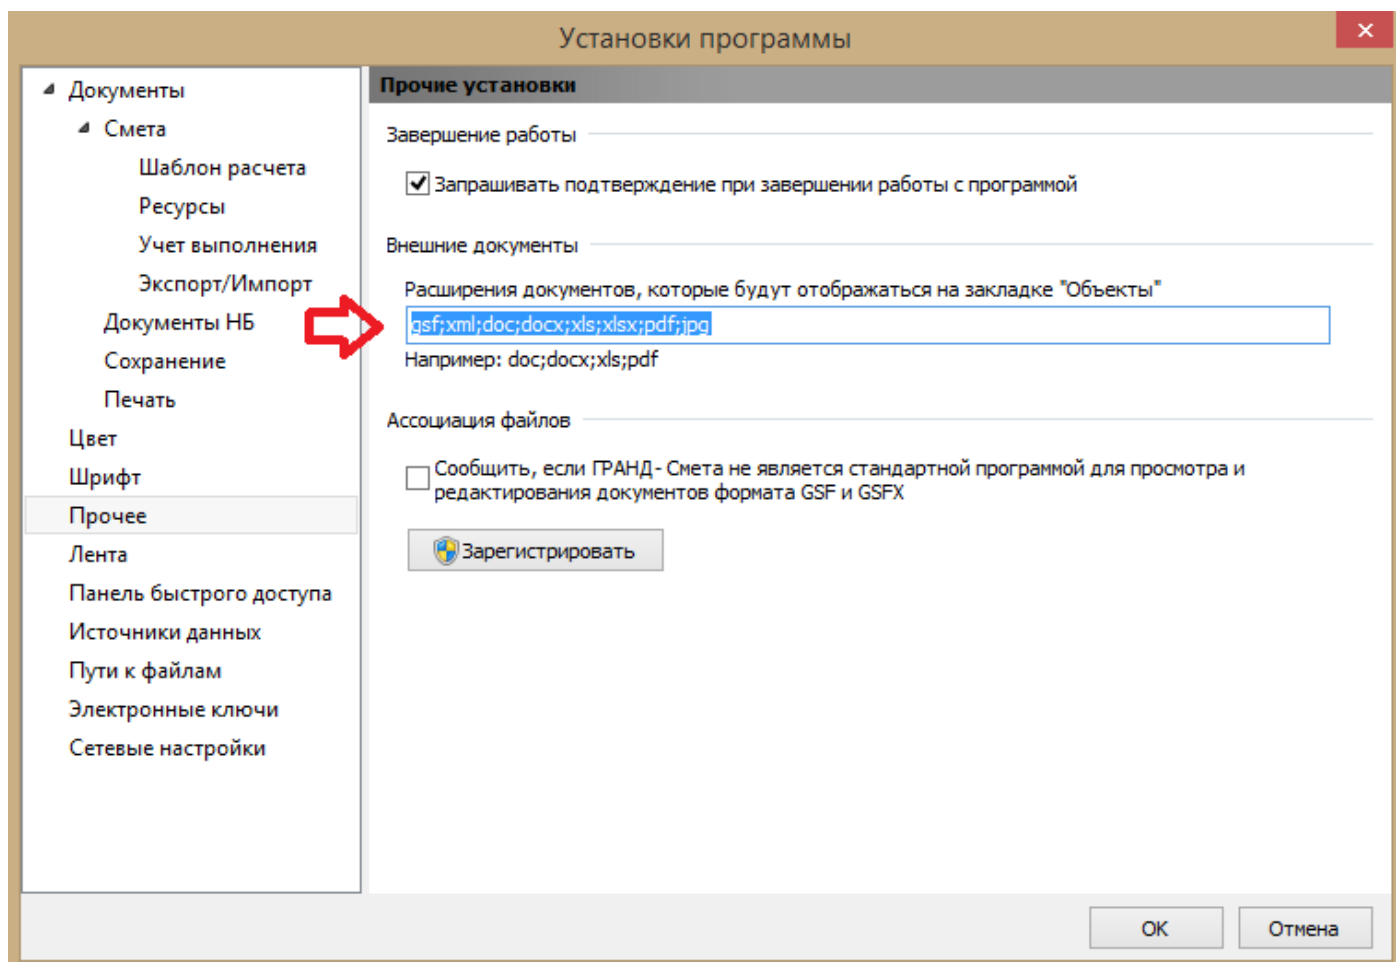 Установки программы
Документы
Смета
Шаблон расчета
Ресурсы
Учет выполнения
Экспорт/Импорт
Документы НБ
Сохранение
Печать
Цвет
Шрифт
Прочее
Лента
Панель быстрого доступа
Источники данных
Пути к файлам
Электронные ключи
Сетевые настройки
Прочие установки
Завершение работы
Запрашивать подтверждение при завершении работы с программой
Внешние документы
Расширения документов, которые будут отображаться на закладке "Объекты"
gsf;xml;doc;docx;xls;xlsx;pdf;jpg
Например: doc;docx;xls;pdf
Ассоциация файлов
Сообщить, если ГРАНД-Смета не является стандартной программой для просмотра и
редактирования документов формата GSF и GSFX
Зарегистрировать
ОК
Отмена